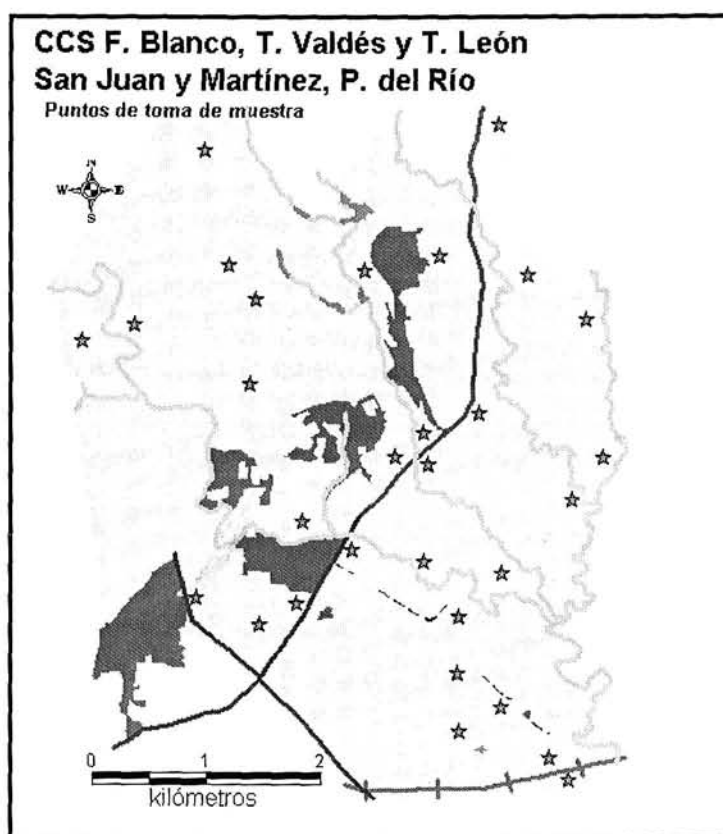 CCS F. Blanco, T. Valdés y T. León
San Juan y Martínez, P. del Río
Puntos de toma de muestra
N
W E
S
0 1 2
kilómetros